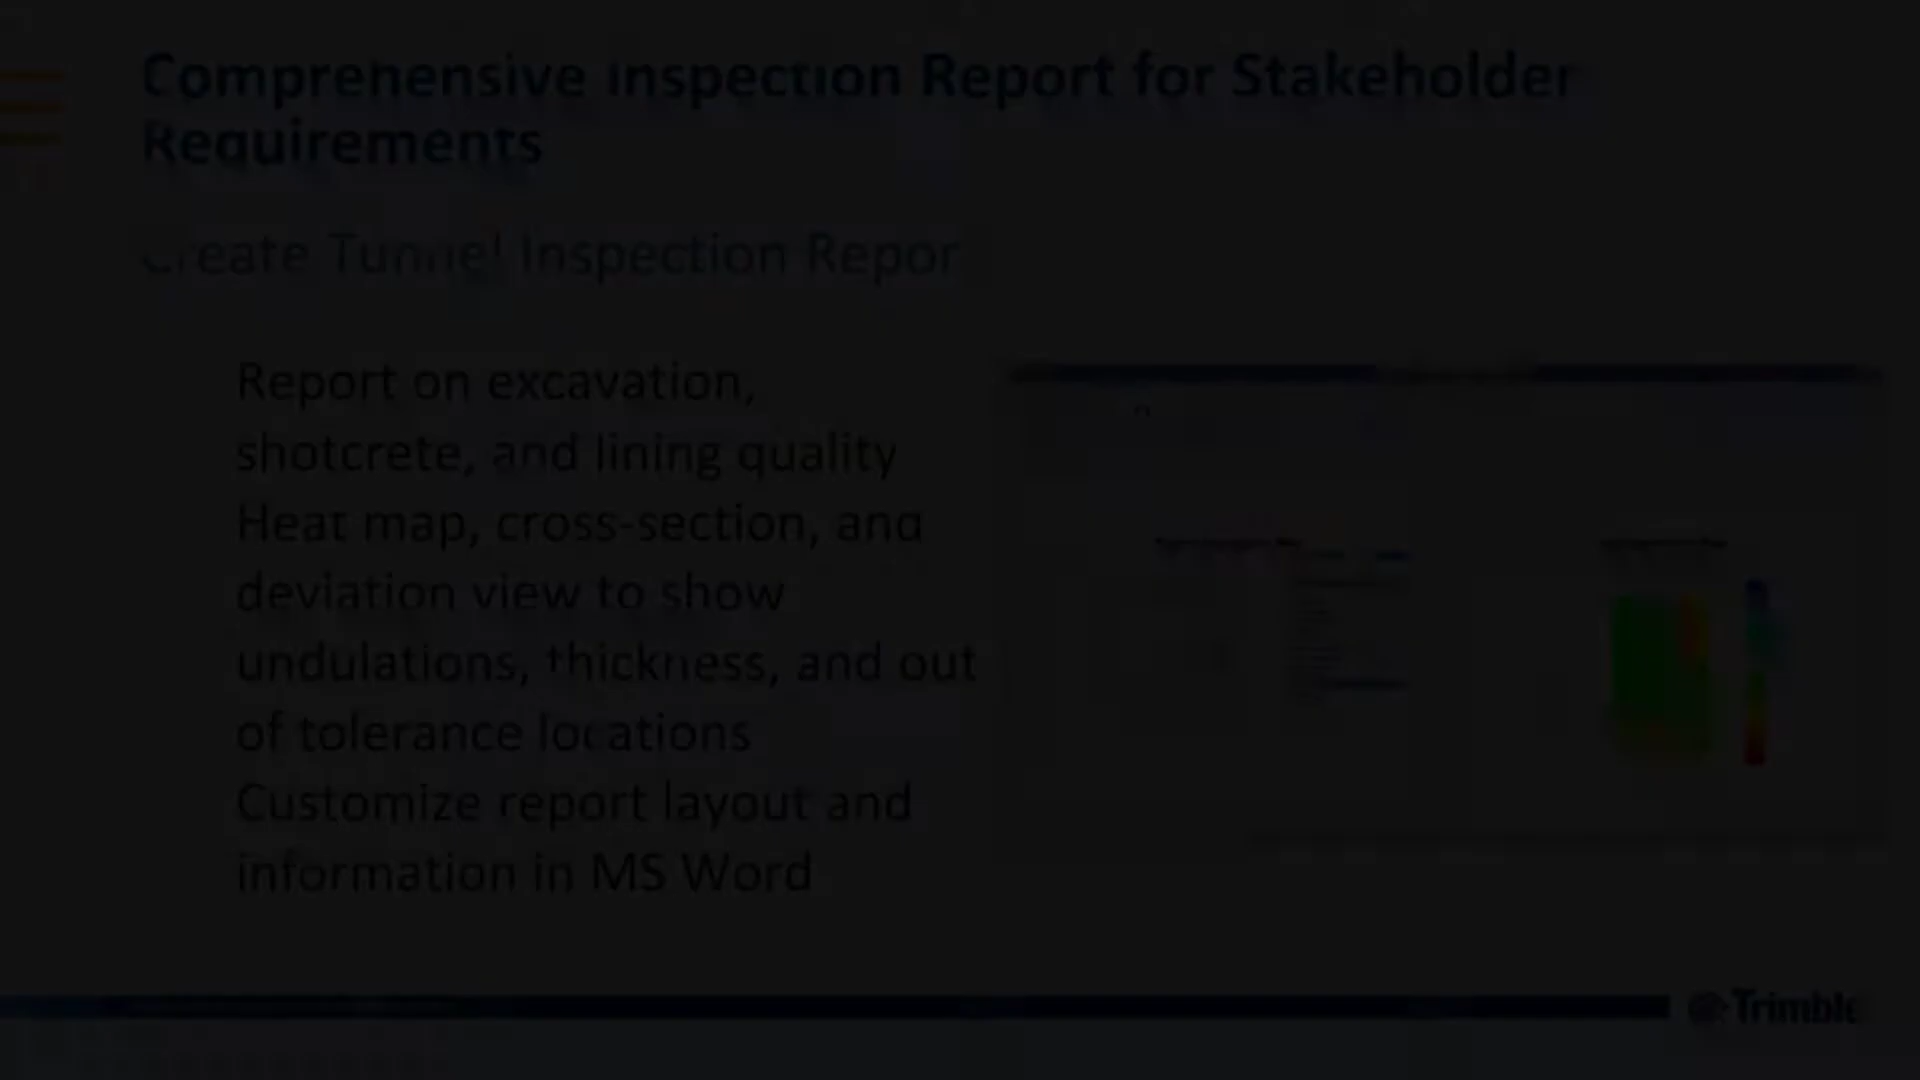 Comprehensive Inspection Report for Stakeholder
Requirements
Create Tunnel Inspection Repor
Report on excavation,
shotcrete, and lining quality
Heat map, cross-section, and
deviation view to show
undulations, thickness, and out
of tolerance locations
Customize report layout and
information in MS Word
Trimble